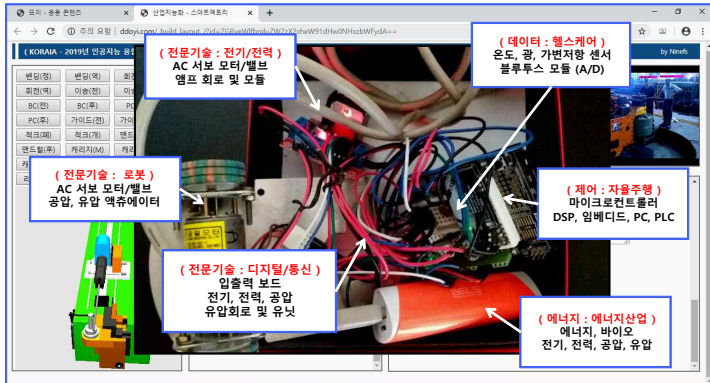 도이 - 응용 콘텐츠
산업지능화 - 스마트팩토리
주의 요함
( KORAIA - 2019년 인공지능 융합
by Ninefs
벤딩(정)
벤딩(역)
회전(역)
이송(전)
BC(전)
BC(후)
PC(후)
가이드(전)
척크(폐)
척크(개)
맨드럴(후)
캐리지(M)
( 전문기술 : 전기/전력 )
AC 서보 모터/밸브
앰프 회로 및 모듈
( 데이터 : 헬스케어 )
온도, 광, 가변저항 센서
블루투스 모듈 (A/D)
( 전문기술 : 로봇 )
AC 서보 모터/밸브
공압, 유압 액츄에이터
( 제어 : 자율주행 )
마이크로컨트롤러
DSP, 임베디드, PC, PLC
( 전문기술 : 디지털/통신 )
입출력 보드
전기, 전력, 공압
유압회로 및 유닛
( 에너지 : 에너지산업 )
에너지, 바이오
전기, 전력, 공압, 유압